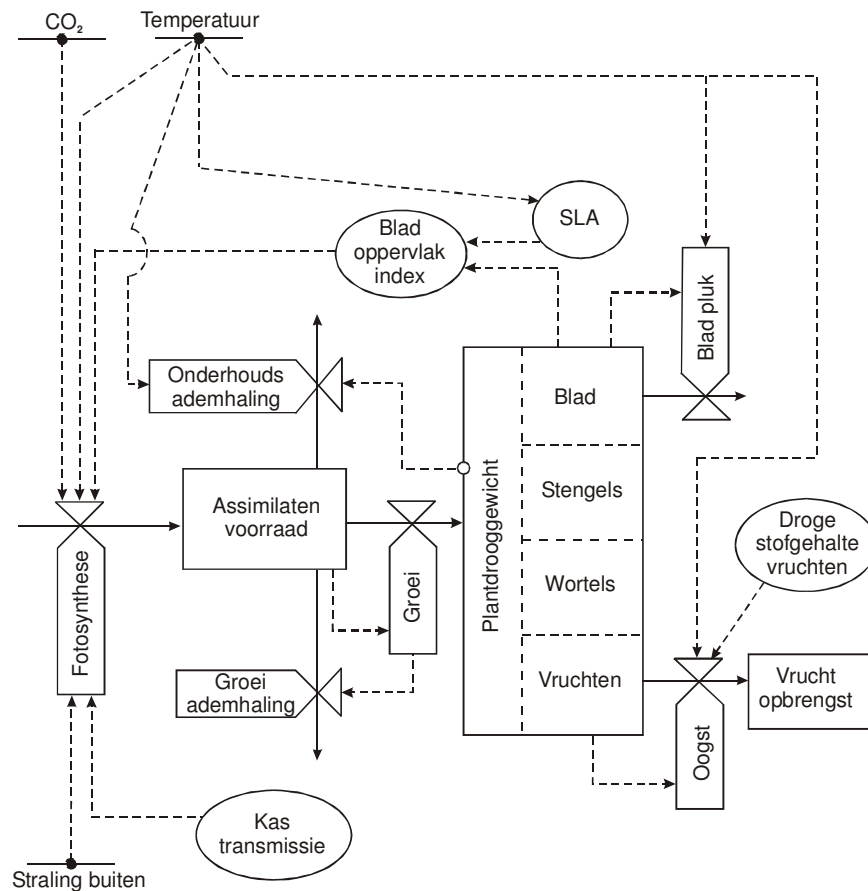 CO₂
Temperatuur
SLA
Blad
oppervlak
index
Blad pluk
Onderhouds
ademhaling
Blad
Plantdrooggewicht
Stengels
Assimilaten
voorraad
Droge
stofgehalte
vruchten
Fotosynthese
Groei
Wortels
Groei
ademhaling
Vruchten
Vrucht
opbrengst
Oogst
Kas
transmissie
Straling buiten